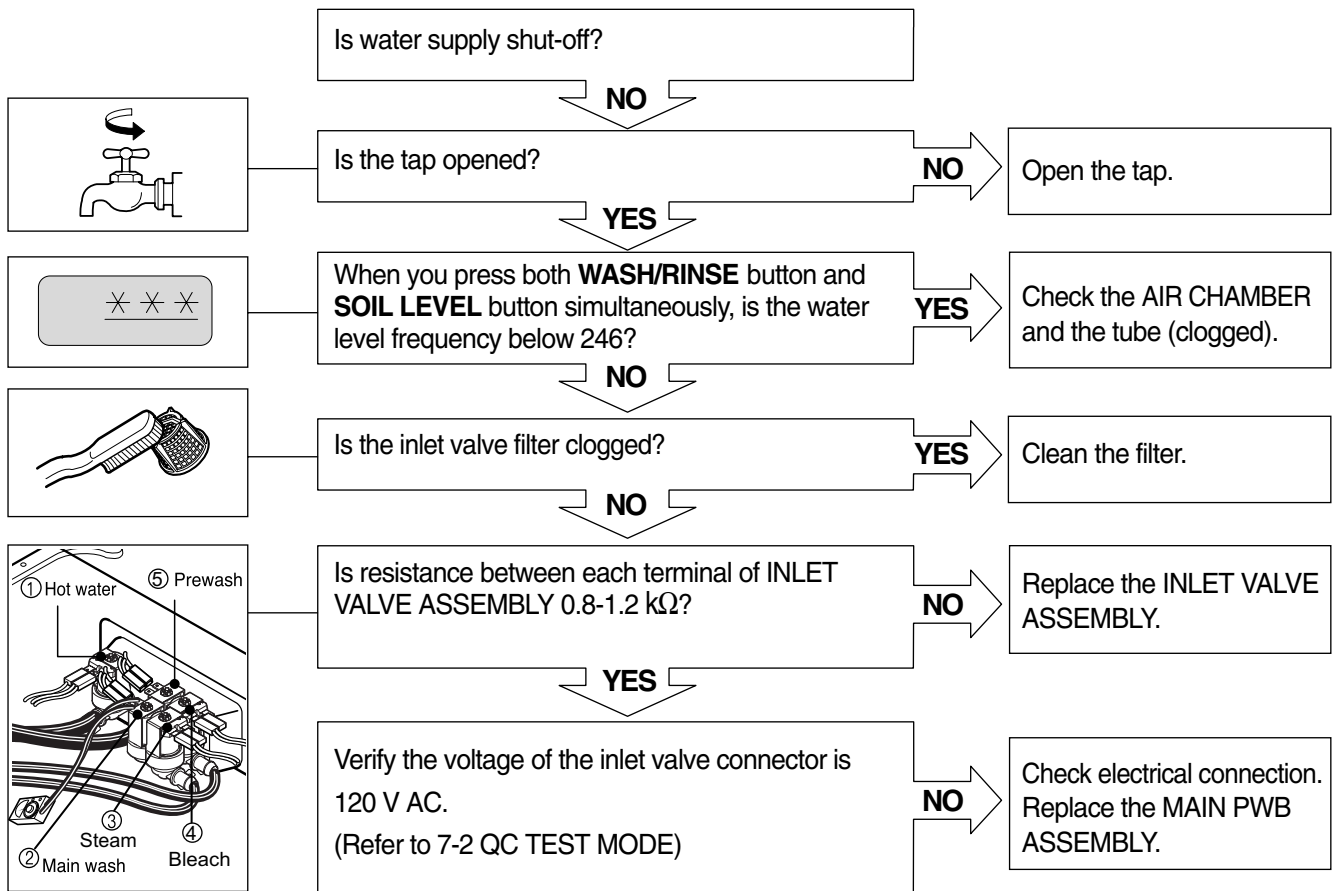 Is water supply shut-off?
NO
Is the tap opened?
NO
Open the tap.
YES
When you press both WASH/RINSE button and
SOIL LEVEL button simultaneously, is the water
level frequency below 246?
YES
Check the AIR CHAMBER
and the tube (clogged).
NO
Is the inlet valve filter clogged?
YES
Clean the filter.
NO
① Hot water
⑤ Prewash
③
Steam
④
Bleach
② Main wash
Is resistance between each terminal of INLET
VALVE ASSEMBLY 0.8-1.2 kΩ?
NO
Replace the INLET VALVE
ASSEMBLY.
YES
Verify the voltage of the inlet valve connector is
120 V AC.
(Refer to 7-2 QC TEST MODE)
NO
Check electrical connection.
Replace the MAIN PWB
ASSEMBLY.